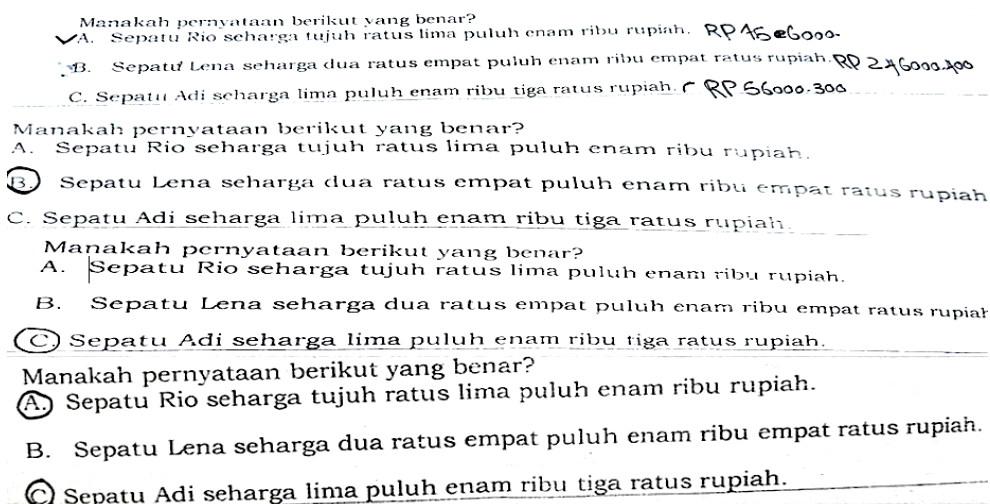 Manakah pernyataan berikut yang benar?
A. Sepatu Rio seharga tujuh ratus lima puluh enam ribu rupiah.
B. Sepatu Lena seharga dua ratus empat puluh enam ribu empat ratus rupiah. RP 246000.400
C. Sepatu Adi seharga lima puluh enam ribu tiga ratus rupiah. RP.56000.300
Manakah pernyataan berikut yang benar?
A. Sepatu Rio seharga tujuh ratus lima puluh enam ribu rupiah.
B. Sepatu Lena seharga dua ratus empat puluh enam ribu empat ratus rupiah
C. Sepatu Adi seharga lima puluh enam ribu tiga ratus rupiah.
Manakah pernyataan berikut yang benar?
A. Sepatu Rio seharga tujuh ratus lima puluh enam ribu rupiah.
B. Sepatu Lena seharga dua ratus empat puluh enam ribu empat ratus rupiah
C. Sepatu Adi seharga lima puluh enam ribu tiga ratus rupiah.
Manakah pernyataan berikut yang benar?
A. Sepatu Rio seharga tujuh ratus lima puluh enam ribu rupiah.
B. Sepatu Lena seharga dua ratus empat puluh enam ribu empat ratus rupiah.
C. Sepatu Adi seharga lima puluh enam ribu tiga ratus rupiah.